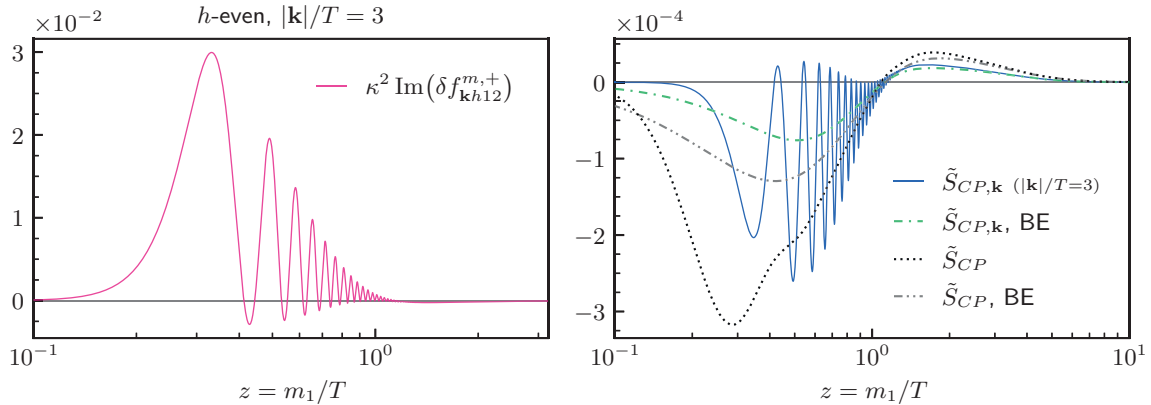 ×10⁻² h-even, |𝐤|/T = 3
3
2
1
0
κ² Im(δf^{m,+}_{𝐤h12})
10⁻¹ 10⁰
z = m₁/T
×10⁻⁴
0
−1
−2
−3
S̃_{CP,𝐤} (|𝐤|/T=3)
S̃_{CP,𝐤}, BE
S̃_{CP}
S̃_{CP}, BE
10⁻¹ 10⁰ 10¹
z = m₁/T